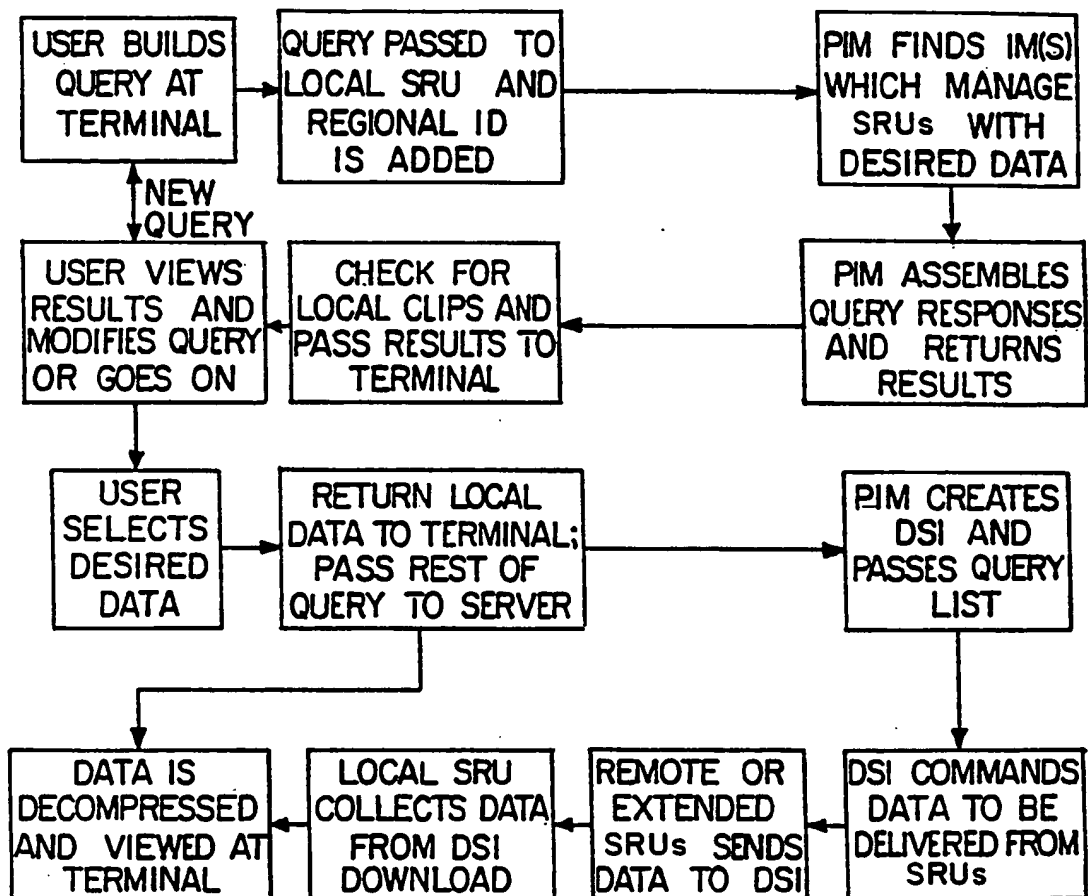 USER BUILDS
QUERY AT
TERMINAL
QUERY PASSED TO
LOCAL SRU AND
REGIONAL ID
IS ADDED
PIM FINDS IM(S)
WHICH MANAGE
SRUs WITH
DESIRED DATA
NEW
QUERY
USER VIEWS
RESULTS AND
MODIFIES QUERY
OR GOES ON
CHECK FOR
LOCAL CLIPS AND
PASS RESULTS TO
TERMINAL
PIM ASSEMBLES
QUERY RESPONSES
AND RETURNS
RESULTS
USER
SELECTS
DESIRED
DATA
RETURN LOCAL
DATA TO TERMINAL;
PASS REST OF
QUERY TO SERVER
PIM CREATES
DSI AND
PASSES QUERY
LIST
DATA IS
DECOMPRESSED
AND VIEWED AT
TERMINAL
LOCAL SRU
COLLECTS DATA
FROM DSI
DOWNLOAD
REMOTE OR
EXTENDED
SRUs SENDS
DATA TO DSI
DSI COMMANDS
DATA TO BE
DELIVERED FROM
SRUs